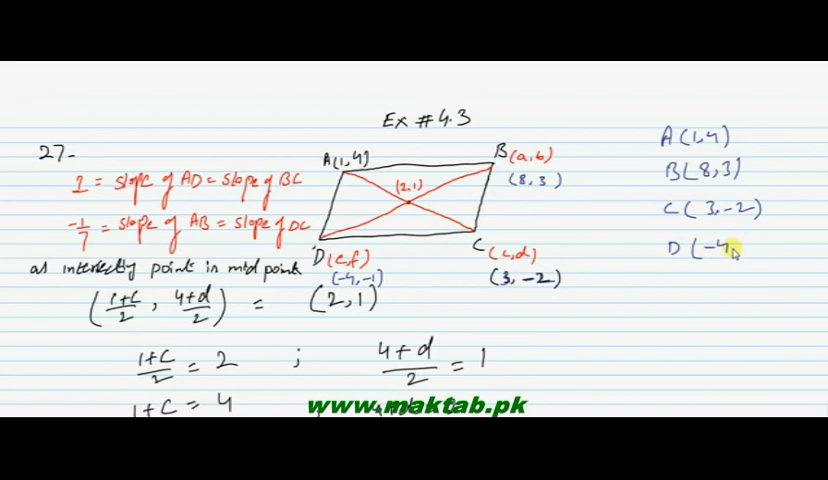 Ex # 4.3
27-
A(1,4)
B(a,b)
(8,3)
(2,1)
1 = slope of AD = slope of BC
-1/7 = slope of AB = slope of DC
D(e,f)
(-4,-1)
C(c,d)
(3,-2)
as intersecting point in mid point
(1+c/2, 4+d/2) = (2,1)
1+c/2 = 2 ; 4+d/2 = 1
1+c = 4
www.maktab.pk
A(1,4)
B(8,3)
C(3,-2)
D(-4,